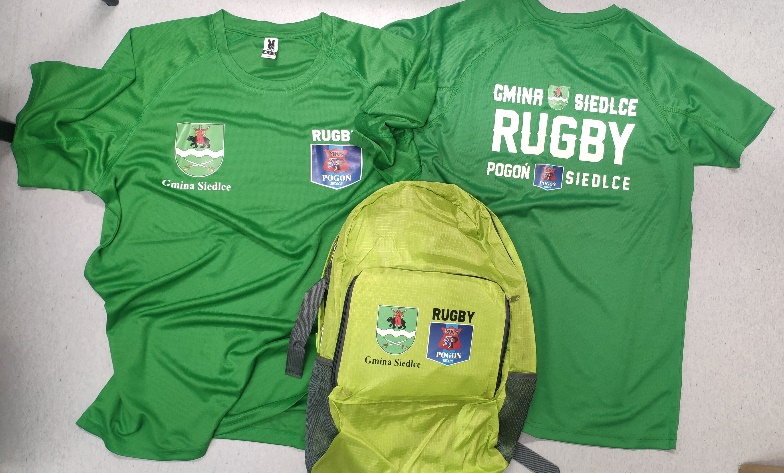 RUGBY
POGOŃ
Gmina Siedlce
GMINA SIEDLCE
RUGBY
POGOŃ SIEDLCE
RUGBY
POGOŃ
Gmina Siedlce